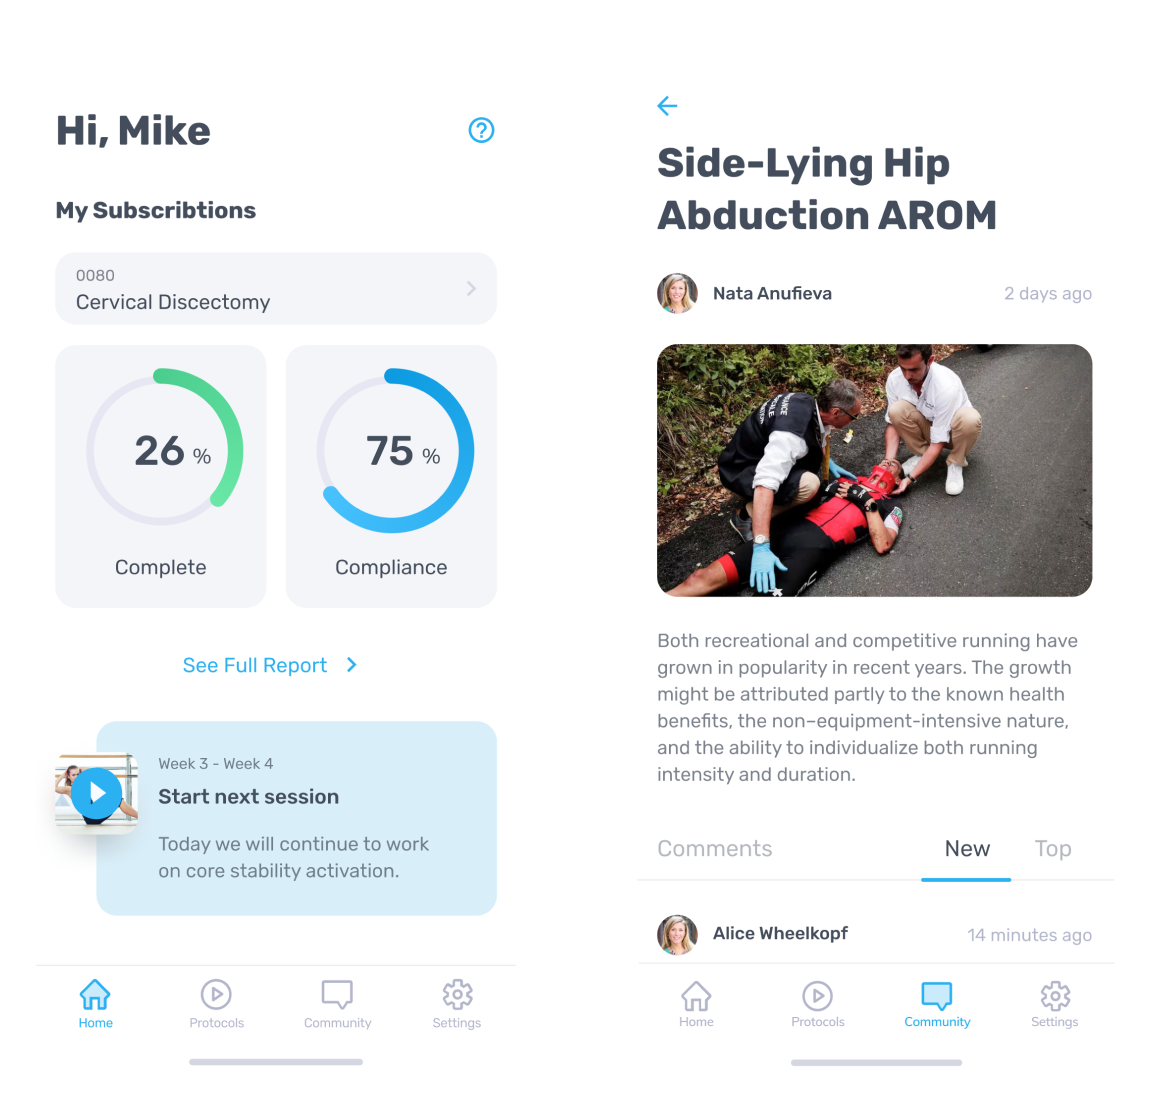 Hi, Mike
My Subscribtions
0080
Cervical Discectomy
26 %
Complete
75 %
Compliance
See Full Report
Week 3 - Week 4
Start next session
Today we will continue to work
on core stability activation.
Home
Protocols
Community
Settings
Side-Lying Hip
Abduction AROM
Nata Anufieva
2 days ago
Both recreational and competitive running have
grown in popularity in recent years. The growth
might be attributed partly to the known health
benefits, the non–equipment-intensive nature,
and the ability to individualize both running
intensity and duration.
Comments
New
Top
Alice Wheelkopf
14 minutes ago
Home
Protocols
Community
Settings